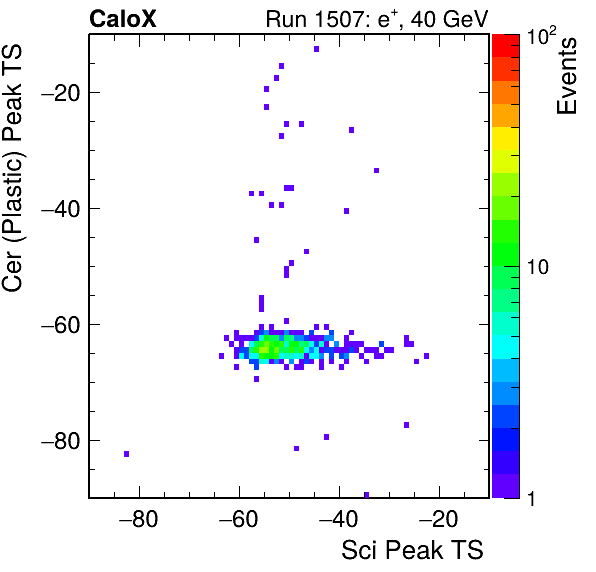 CaloX Run 1507: e⁺, 40 GeV
Cer (Plastic) Peak TS
−20
−40
−60
−80
−80 −60 −40 −20
Sci Peak TS
10²
10
1
Events